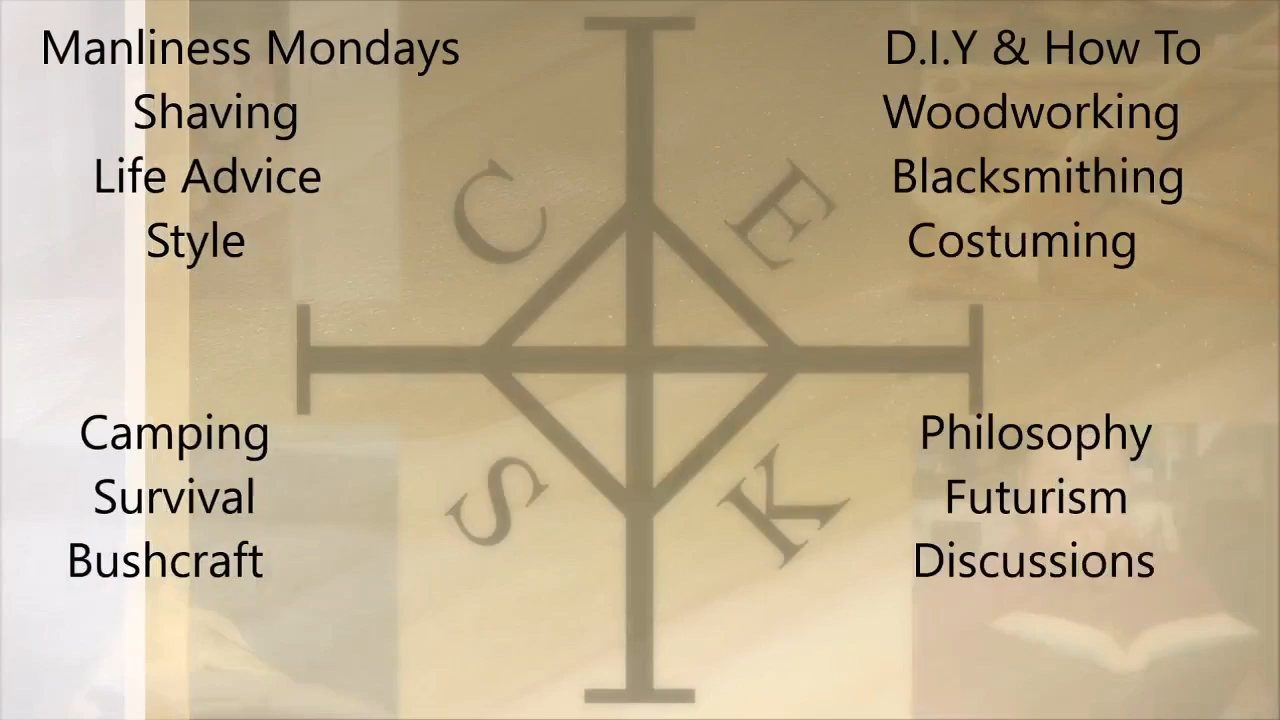 Manliness Mondays
Shaving
Life Advice
Style
D.I.Y & How To
Woodworking
Blacksmithing
Costuming
C
E
S
K
Camping
Survival
Bushcraft
Philosophy
Futurism
Discussions